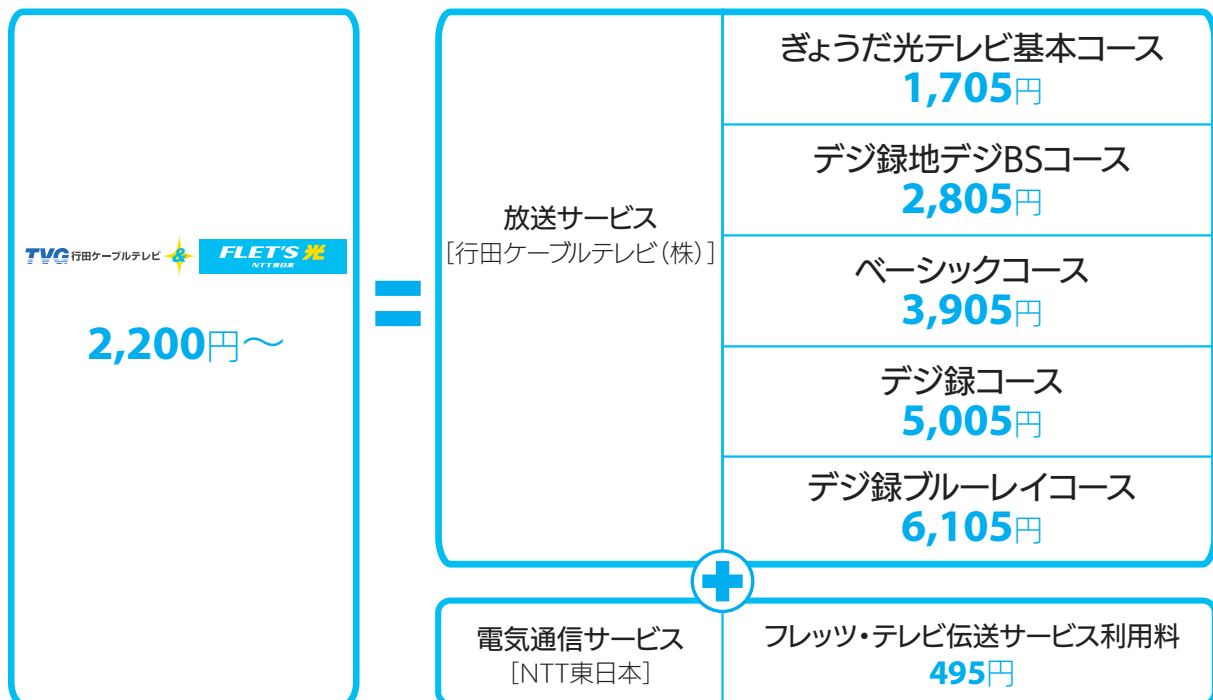 TVG 行田ケーブルテレビ & FLET'S 光
NTT東日本
2,200円〜
=
放送サービス
[行田ケーブルテレビ(株)]
ぎょうだ光テレビ基本コース
1,705円
デジ録地デジBSコース
2,805円
ベーシックコース
3,905円
デジ録コース
5,005円
デジ録ブルーレイコース
6,105円
+
電気通信サービス
[NTT東日本]
フレッツ・テレビ伝送サービス利用料
495円